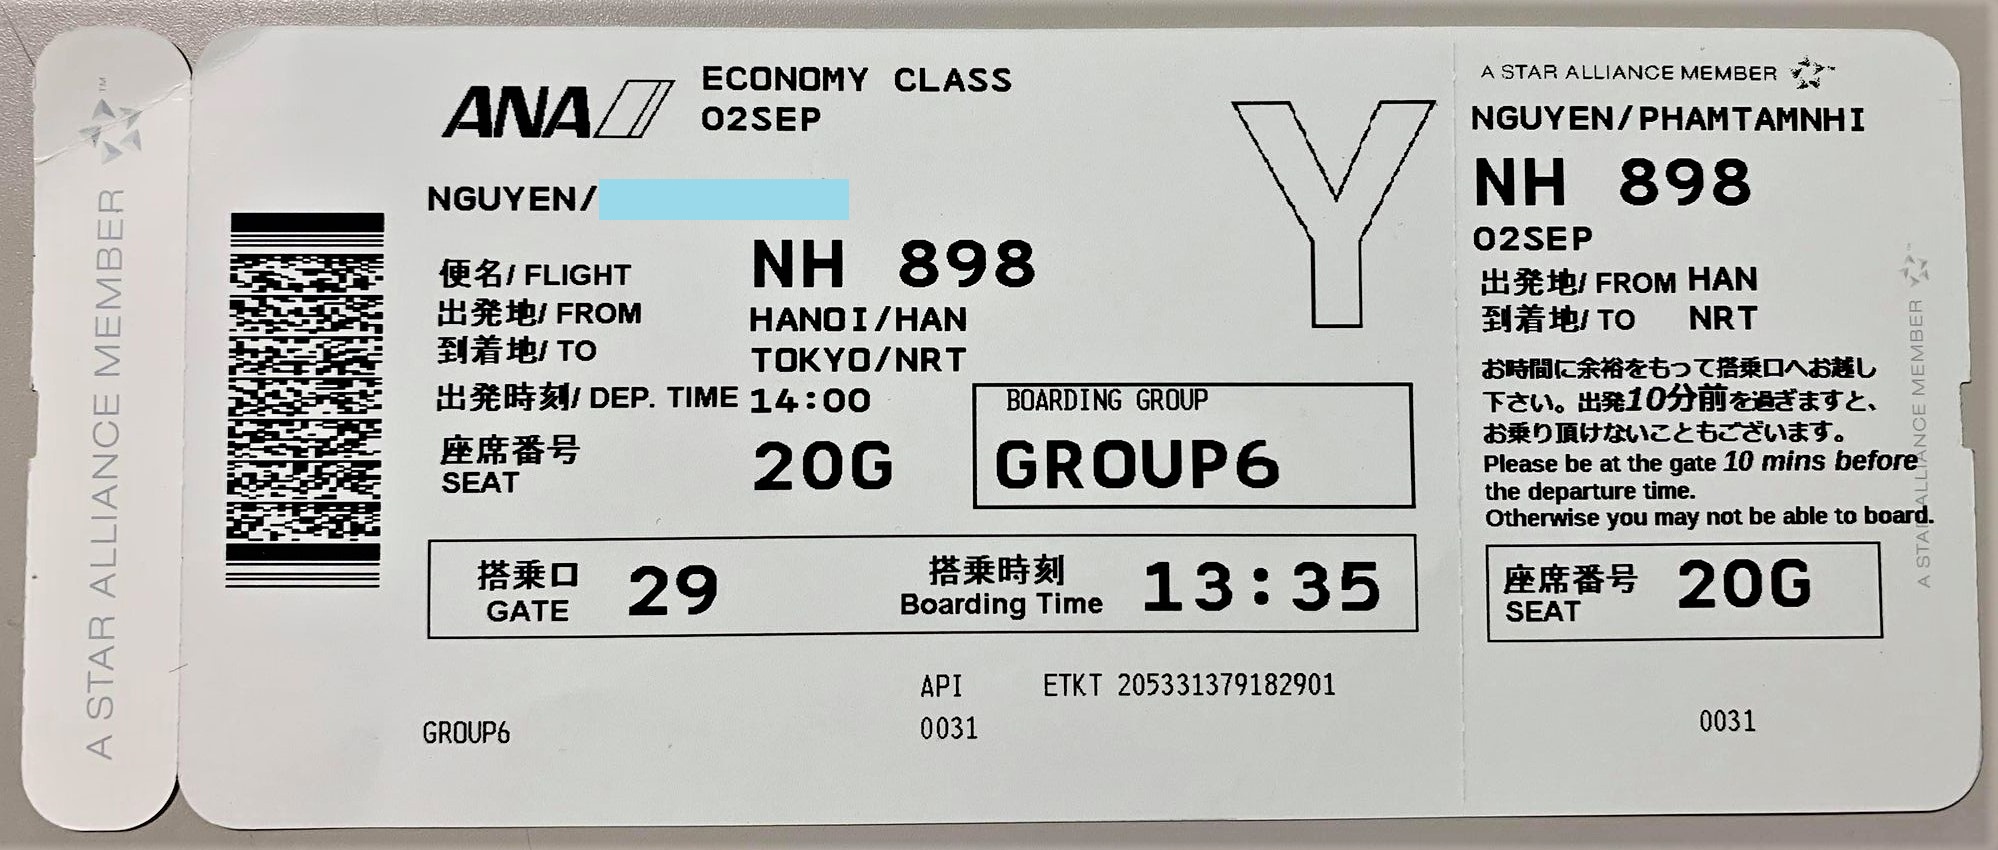 A STAR ALLIANCE MEMBER™
ANA
ECONOMY CLASS
02SEP
Y
NGUYEN/
便名/ FLIGHT NH 898
出発地/ FROM HANOI/HAN
到着地/ TO TOKYO/NRT
出発時刻/ DEP. TIME 14:00
座席番号
SEAT 20G
BOARDING GROUP
GROUP6
搭乗口
GATE 29
搭乗時刻
Boarding Time 13:35
API ETKT 205331379182901
GROUP6 0031
A STAR ALLIANCE MEMBER
NGUYEN/PHAMTAMNHI
NH 898
02SEP
出発地/ FROM HAN
到着地/ TO NRT
お時間に余裕をもって搭乗口へお越し
下さい。出発10分前を過ぎますと、
お乗り頂けないこともございます。
Please be at the gate 10 mins before
the departure time.
Otherwise you may not be able to board.
座席番号
SEAT 20G
0031
A STAR ALLIANCE MEMBER™